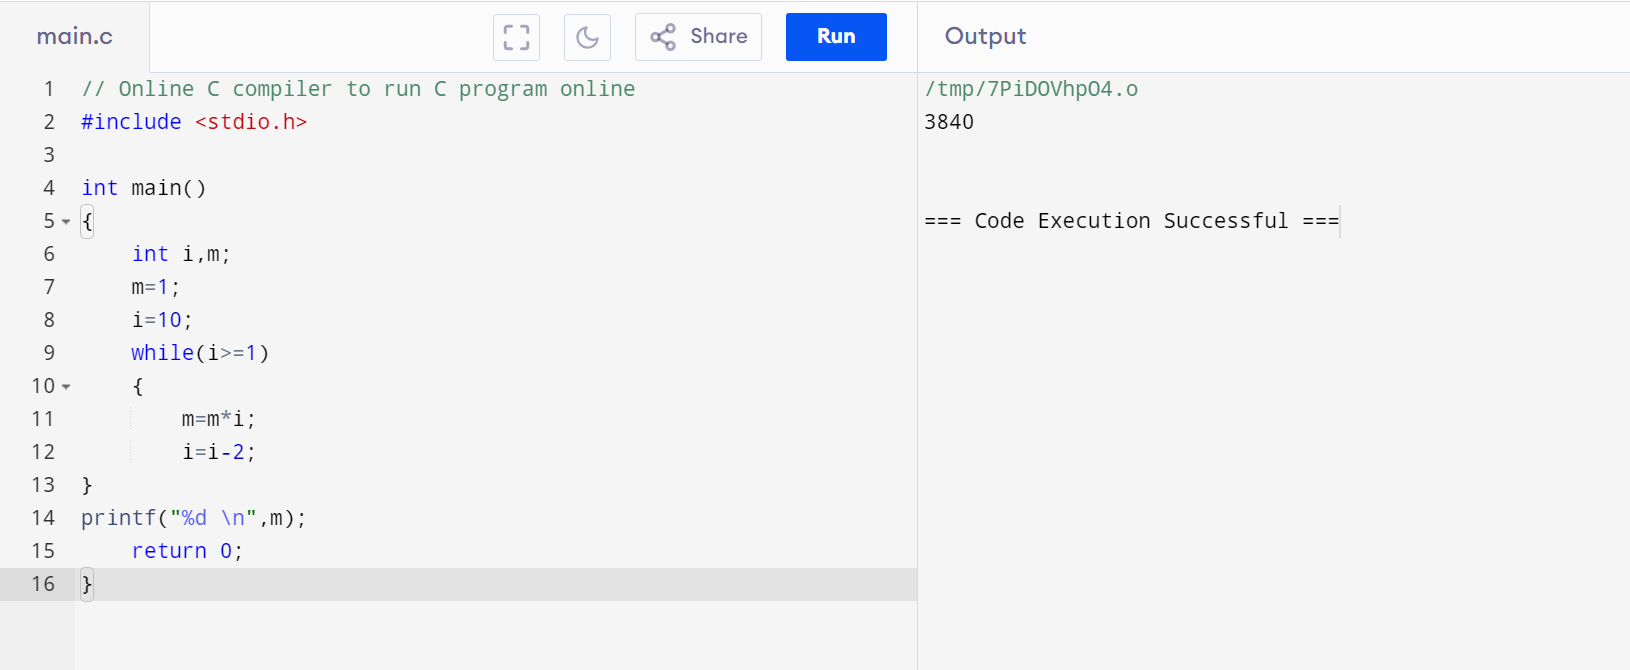 main.c
Share
Run
Output
1 // Online C compiler to run C program online
2 #include <stdio.h>
3
4 int main()
5 {
6     int i,m;
7     m=1;
8     i=10;
9     while(i>=1)
10     {
11         m=m*i;
12         i=i-2;
13 }
14 printf("%d \n",m);
15     return 0;
16 }
/tmp/7PiDOVhpO4.o
3840
=== Code Execution Successful ===